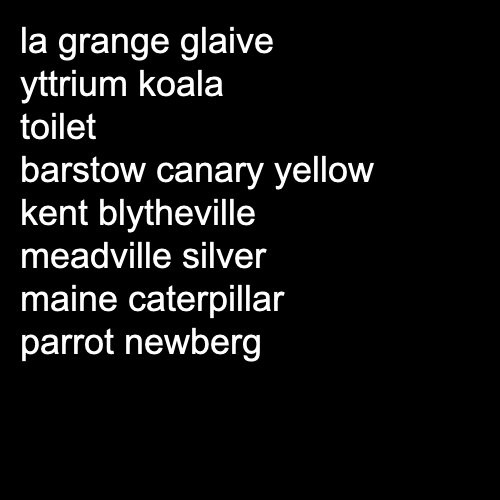 la grange glaive
yttrium koala
toilet
barstow canary yellow
kent blytheville
meadville silver
maine caterpillar
parrot newberg